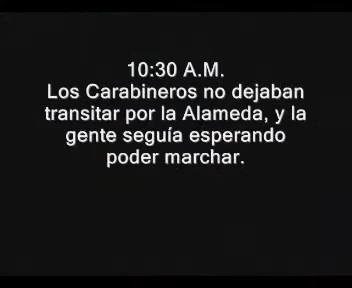 10:30 A.M.
Los Carabineros no dejaban
transitar por la Alameda, y la
gente seguía esperando
poder marchar.